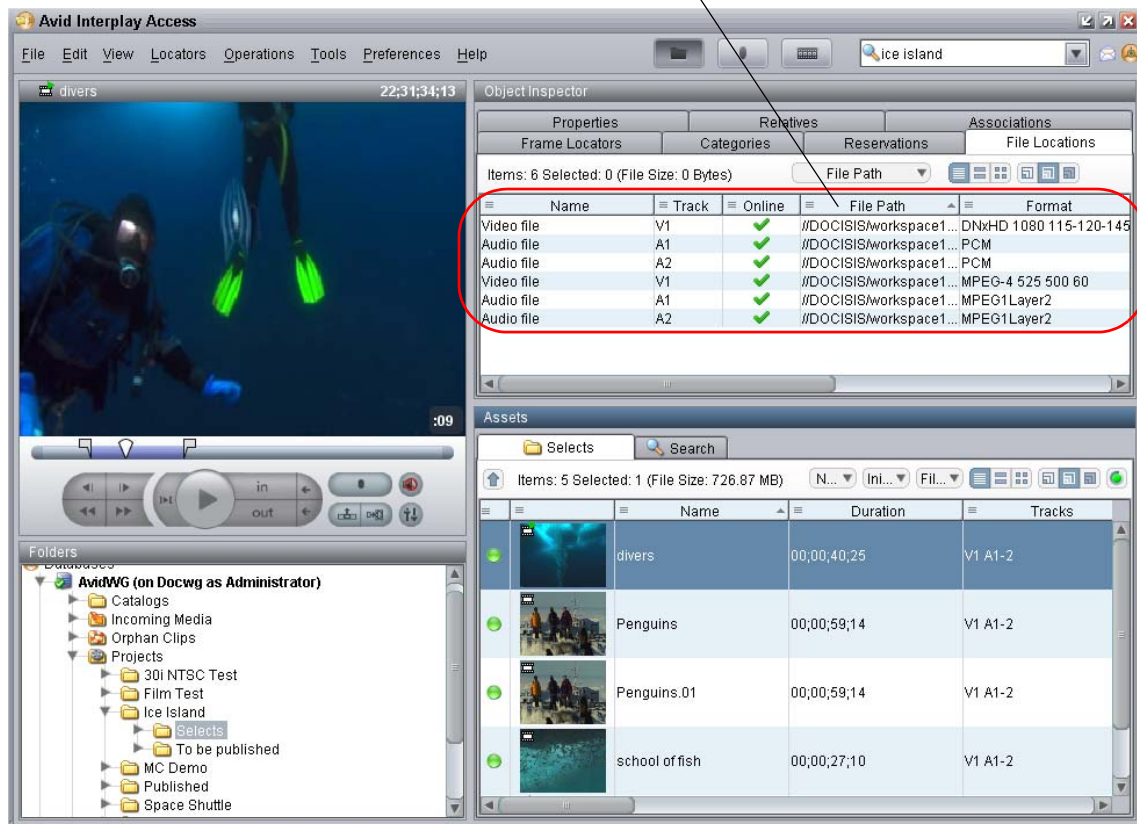 Avid Interplay Access
File Edit View Locators Operations Tools Preferences Help
ice island
divers 22;31;34;13
:09
in
out
Object Inspector
Properties Relatives Associations
Frame Locators Categories Reservations File Locations
Items: 6 Selected: 0 (File Size: 0 Bytes) File Path
Name Track Online File Path Format
Video file V1 //DOCISIS/workspace1... DNxHD 1080 115-120-145
Audio file A1 //DOCISIS/workspace1... PCM
Audio file A2 //DOCISIS/workspace1... PCM
Video file V1 //DOCISIS/workspace1... MPEG-4 525 500 60
Audio file A1 //DOCISIS/workspace1... MPEG1Layer2
Audio file A2 //DOCISIS/workspace1... MPEG1Layer2
Folders
Databases
AvidWG (on Docwg as Administrator)
Catalogs
Incoming Media
Orphan Clips
Projects
30i NTSC Test
Film Test
Ice Island
Selects
To be published
MC Demo
Published
Space Shuttle
Assets
Selects Search
Items: 5 Selected: 1 (File Size: 726.87 MB) N... Ini... Fil...
Name Duration Tracks
divers 00;00;40;25 V1 A1-2
Penguins 00;00;59;14 V1 A1-2
Penguins.01 00;00;59;14 V1 A1-2
school of fish 00;00;27;10 V1 A1-2